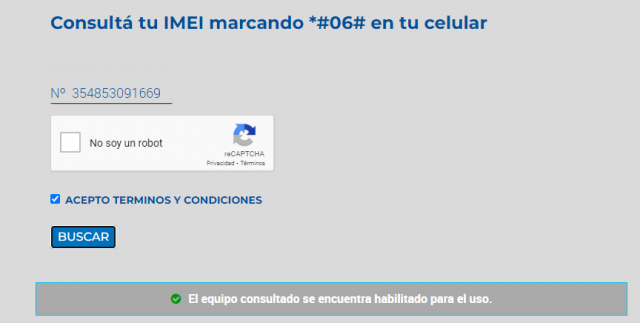 Consultá tu IMEI marcando *#06# en tu celular
Nº 354853091669
No soy un robot
reCAPTCHA
Privacidad - Términos
ACEPTO TERMINOS Y CONDICIONES
BUSCAR
El equipo consultado se encuentra habilitado para el uso.